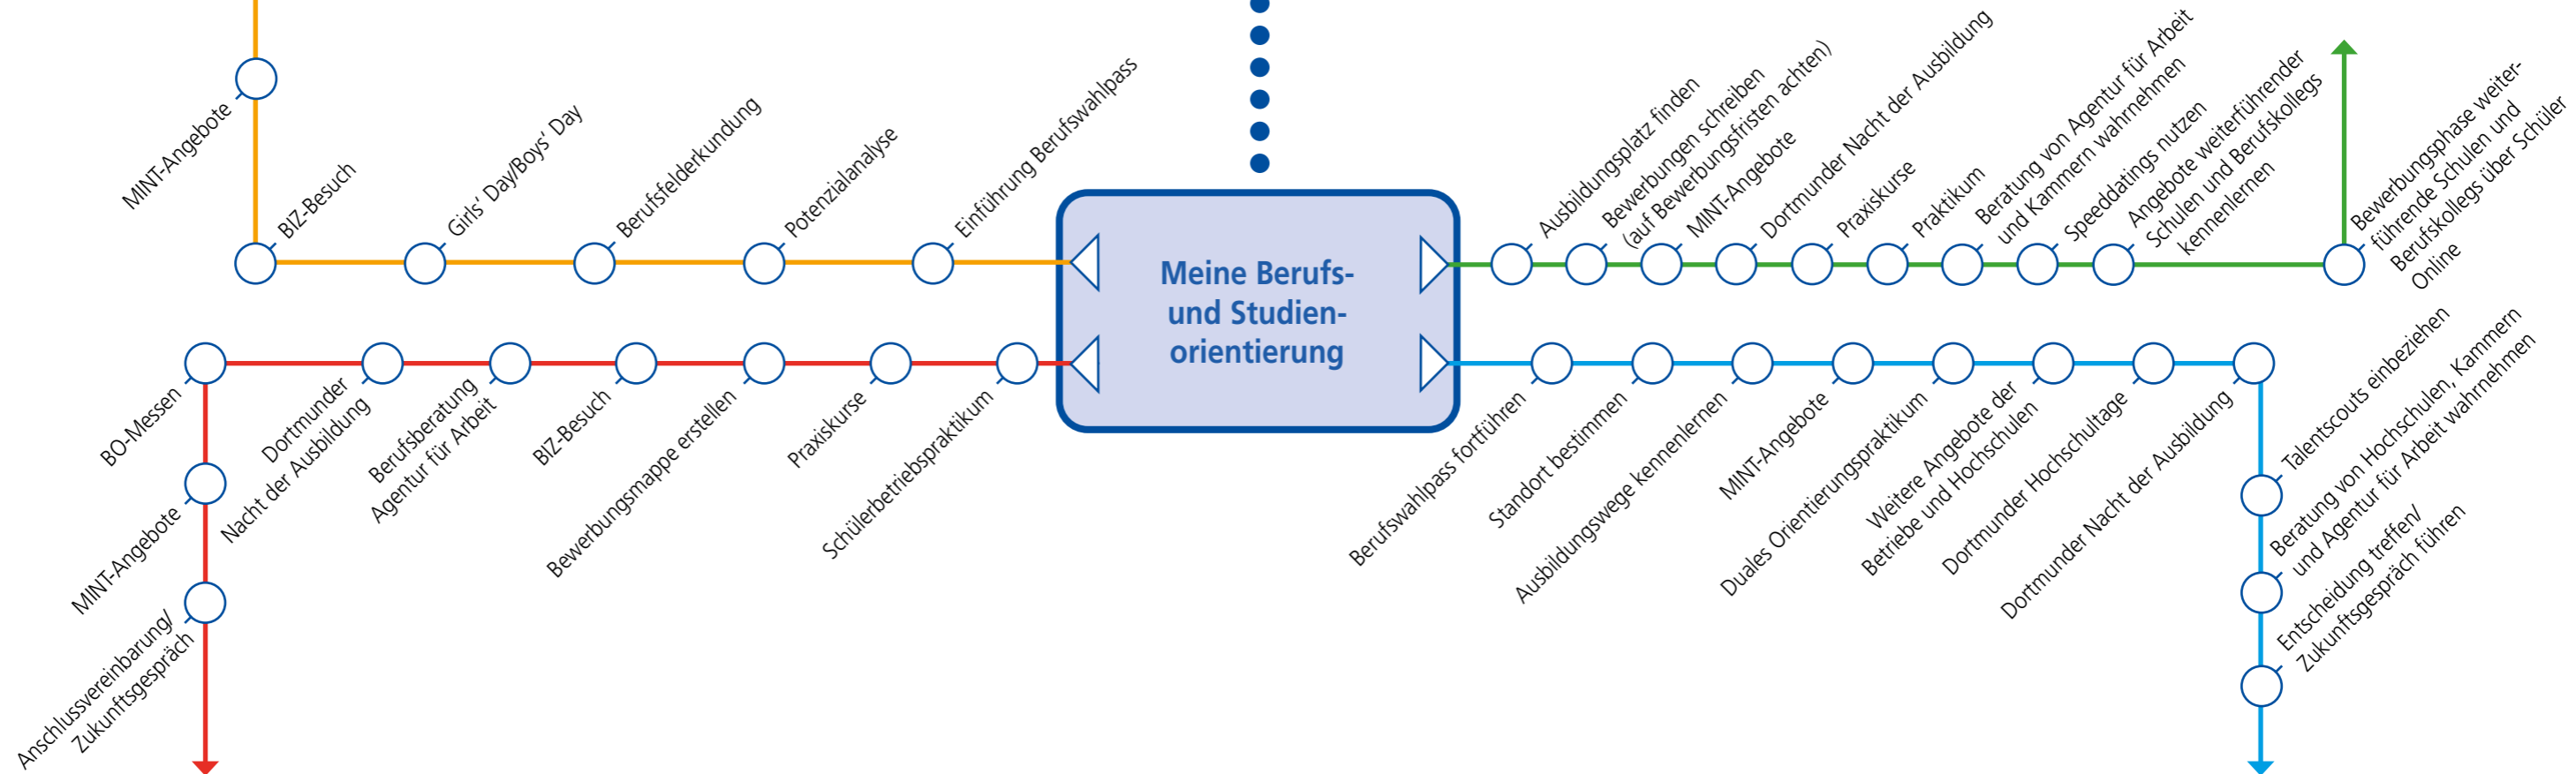 MINT-Angebote
BIZ-Besuch
Girls’ Day/Boys’ Day
Berufsfelderkundung
Potenzialanalyse
Einführung Berufswahlpass
Meine Berufs-
und Studien-
orientierung
Ausbildungsplatz finden
Bewerbungen schreiben
(auf Bewerbungsfristen achten)
MINT-Angebote
Dortmunder Nacht der Ausbildung
Praxiskurse
Praktikum
Beratung von Agentur für Arbeit
und Kammern wahrnehmen
Speeddatings nutzen
Angebote weiterführender
Schulen und Berufskollegs
kennenlernen
Bewerbungsphase weiter-
führende Schulen und
Berufskollegs über Schüler
Online
BO-Messen
MINT-Angebote
Anschlussvereinbarung/
Zukunftsgespräch
Dortmunder
Nacht der Ausbildung
Berufsberatung
Agentur für Arbeit
BIZ-Besuch
Bewerbungsmappe erstellen
Praxiskurse
Schülerbetriebspraktikum
Berufswahlpass fortführen
Standort bestimmen
Ausbildungswege kennenlernen
MINT-Angebote
Duales Orientierungspraktikum
Weitere Angebote der
Betriebe und Hochschulen
Dortmunder Hochschultage
Dortmunder Nacht der Ausbildung
Talentscouts einbeziehen
Beratung von Hochschulen, Kammern
und Agentur für Arbeit wahrnehmen
Entscheidung treffen/
Zukunftsgespräch führen